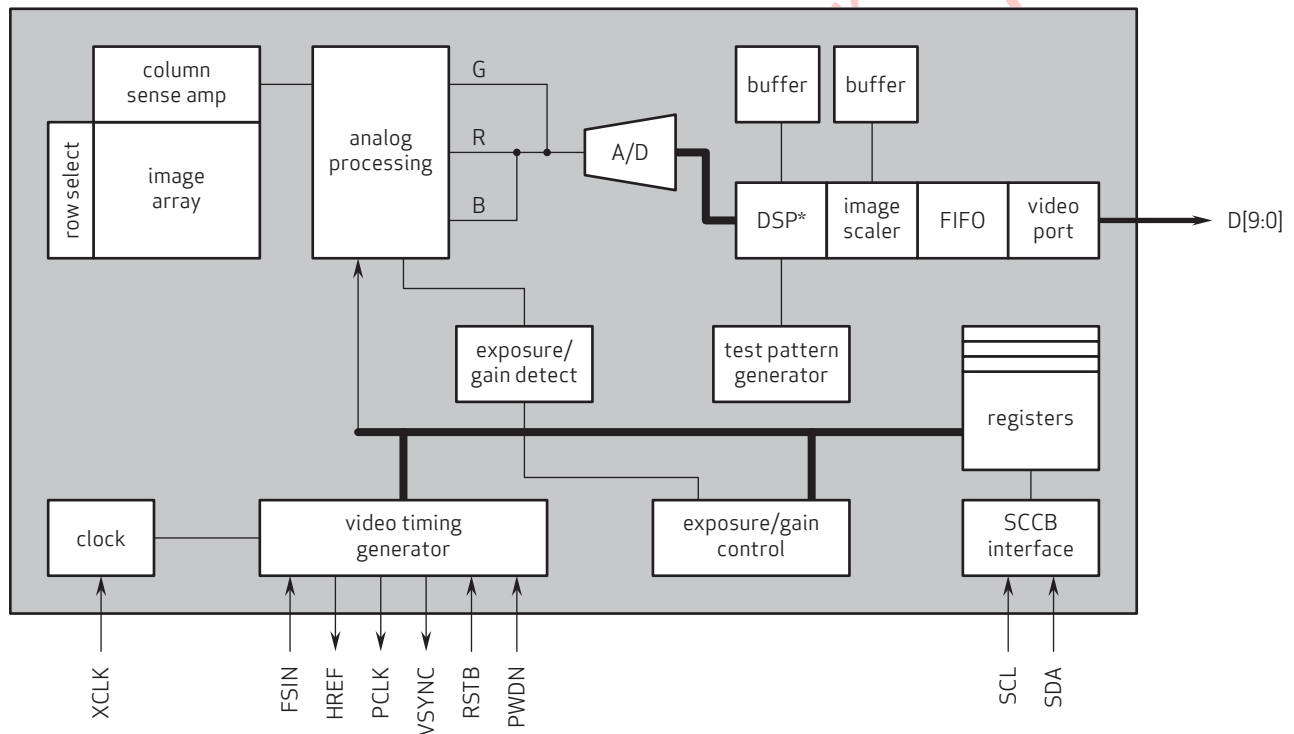 column
sense amp
row select
image
array
analog
processing
G
R
B
A/D
buffer
buffer
DSP*
image
scaler
FIFO
video
port
D[9:0]
exposure/
gain detect
test pattern
generator
registers
clock
video timing
generator
exposure/gain
control
SCCB
interface
XCLK
FSIN
HREF
PCLK
VSYNC
RSTB
PWDN
SCL
SDA